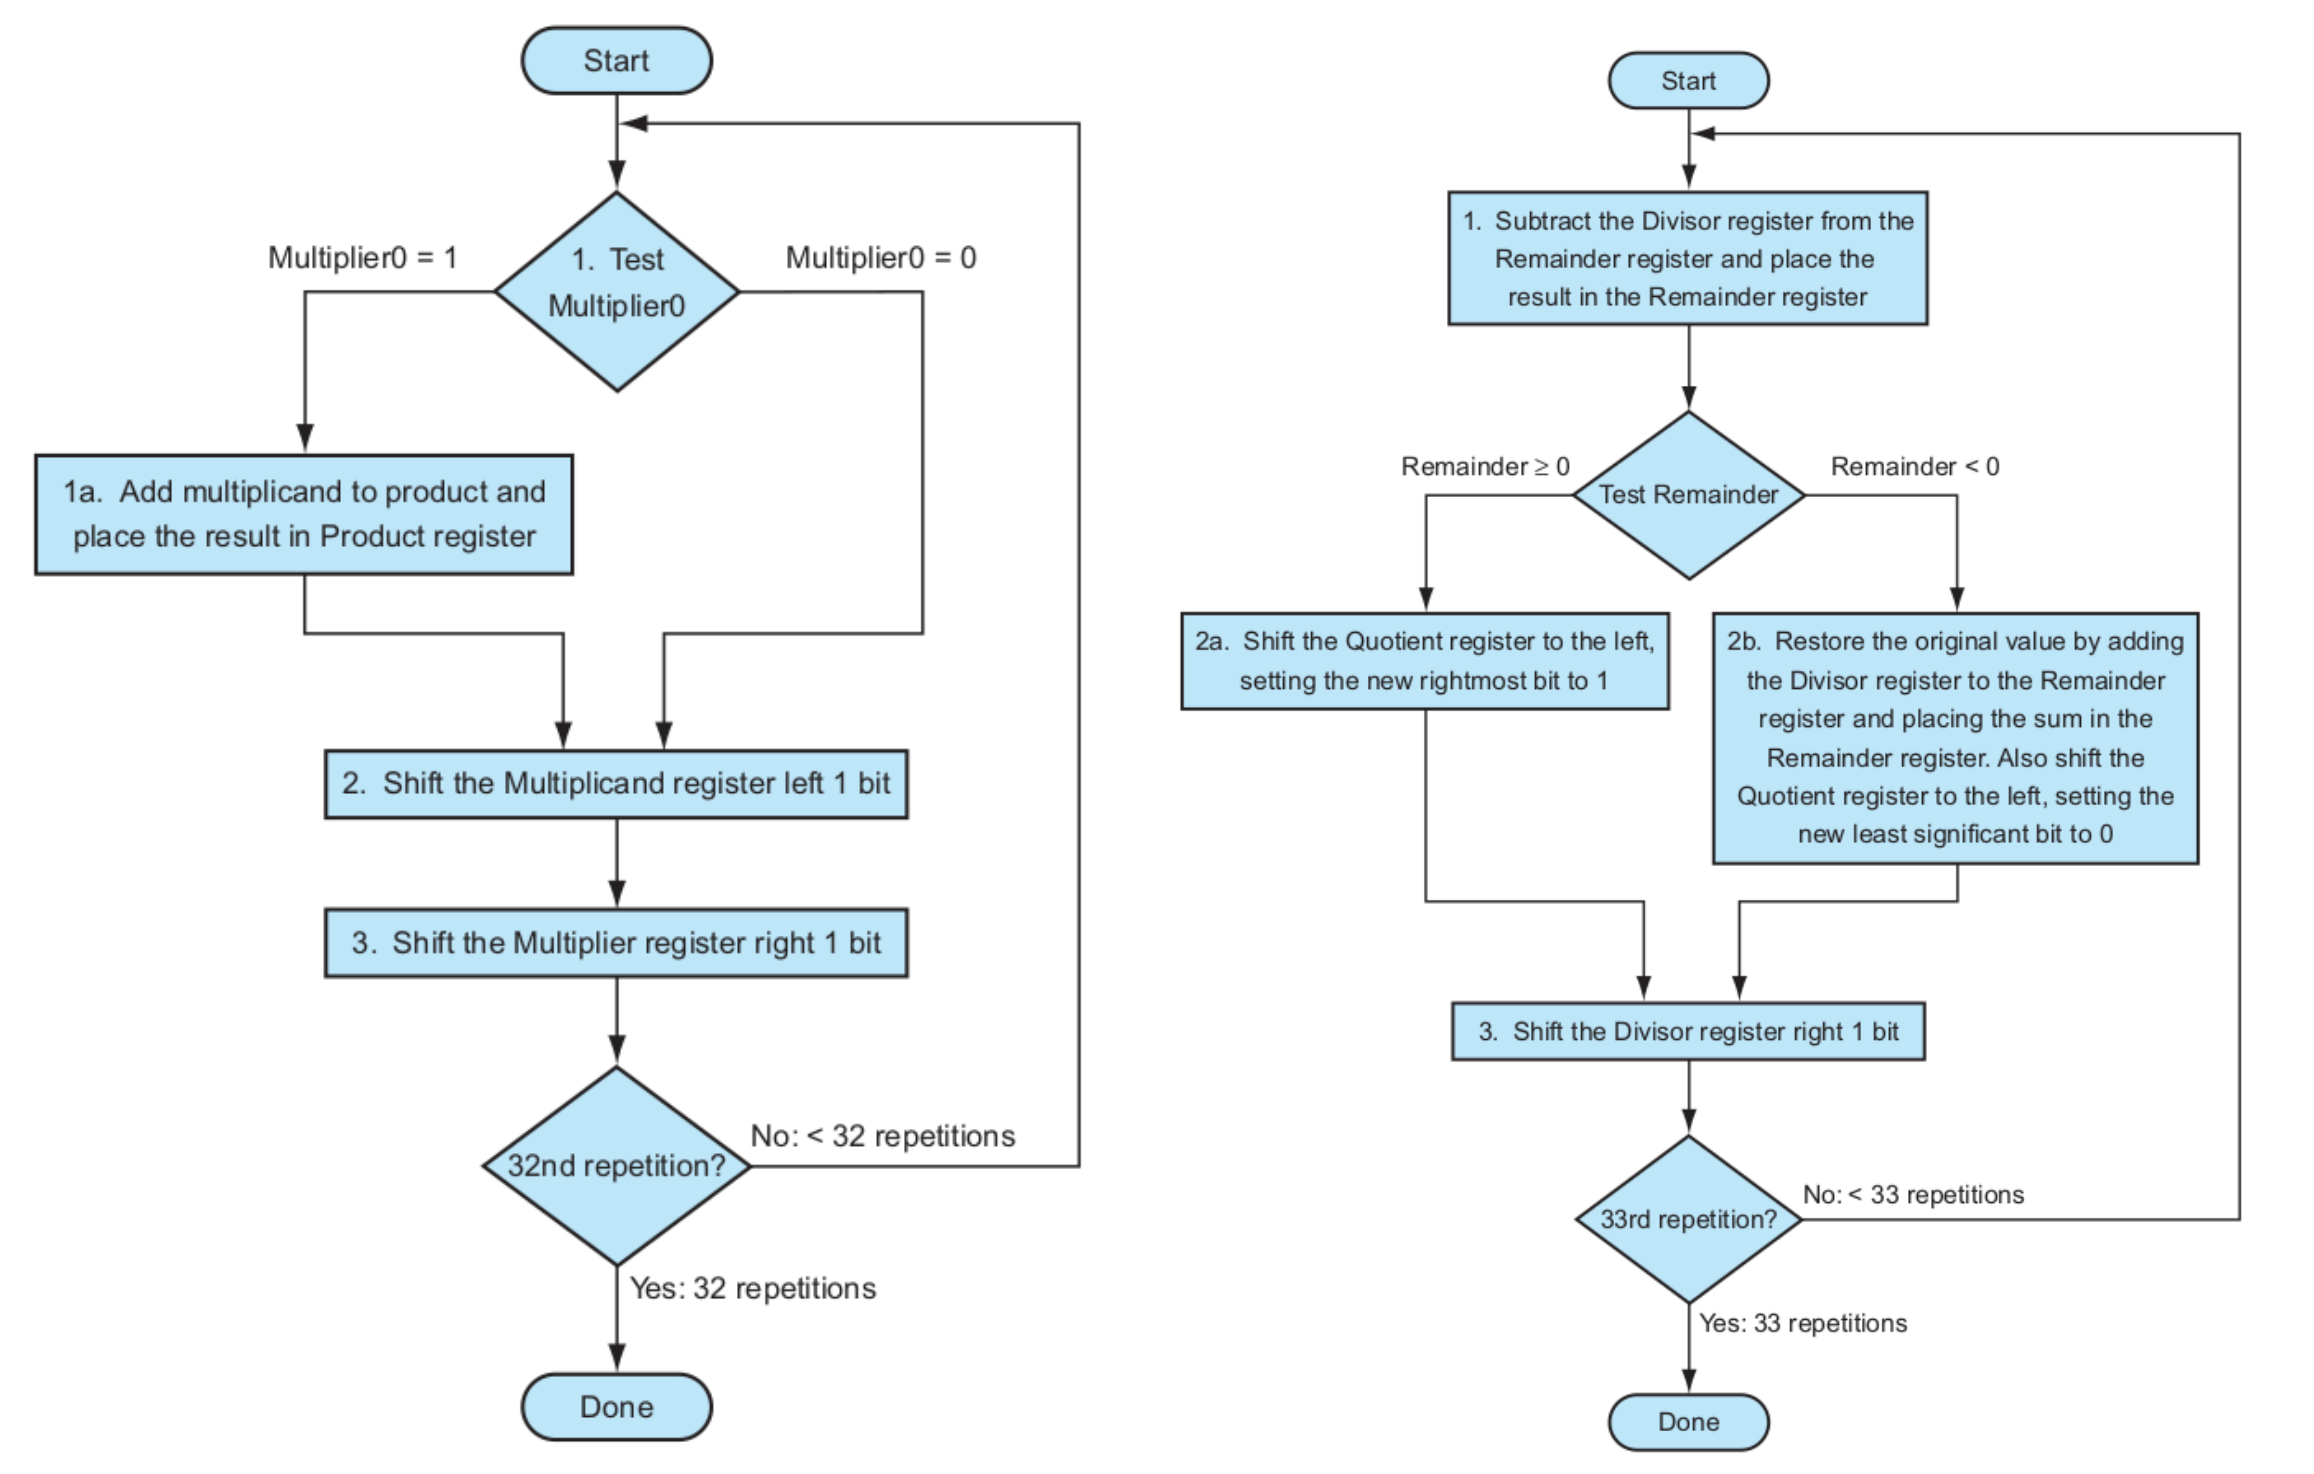 Start
Multiplier0 = 1
1. Test
Multiplier0
Multiplier0 = 0
1a. Add multiplicand to product and
place the result in Product register
2. Shift the Multiplicand register left 1 bit
3. Shift the Multiplier register right 1 bit
32nd repetition?
No: < 32 repetitions
Yes: 32 repetitions
Done
Start
1. Subtract the Divisor register from the
Remainder register and place the
result in the Remainder register
Remainder ≥ 0
Test Remainder
Remainder < 0
2a. Shift the Quotient register to the left,
setting the new rightmost bit to 1
2b. Restore the original value by adding
the Divisor register to the Remainder
register and placing the sum in the
Remainder register. Also shift the
Quotient register to the left, setting the
new least significant bit to 0
3. Shift the Divisor register right 1 bit
33rd repetition?
No: < 33 repetitions
Yes: 33 repetitions
Done